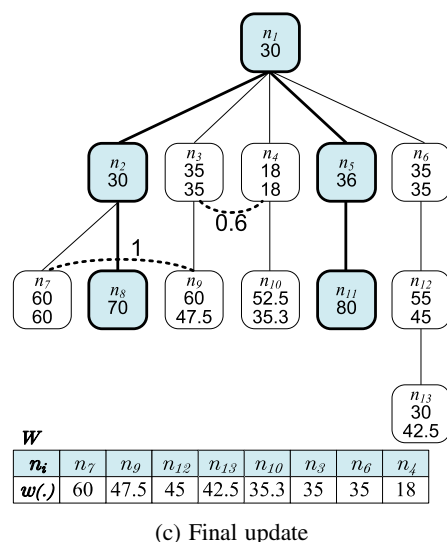 n1
30
n2
30
n3
35
35
n4
18
18
n5
36
n6
35
35
0.6
1
n7
60
60
n8
70
n9
60
47.5
n10
52.5
35.3
n11
80
n12
55
45
n13
30
42.5
W
ni n7 n9 n12 n13 n10 n3 n6 n4
w(.) 60 47.5 45 42.5 35.3 35 35 18
(c) Final update